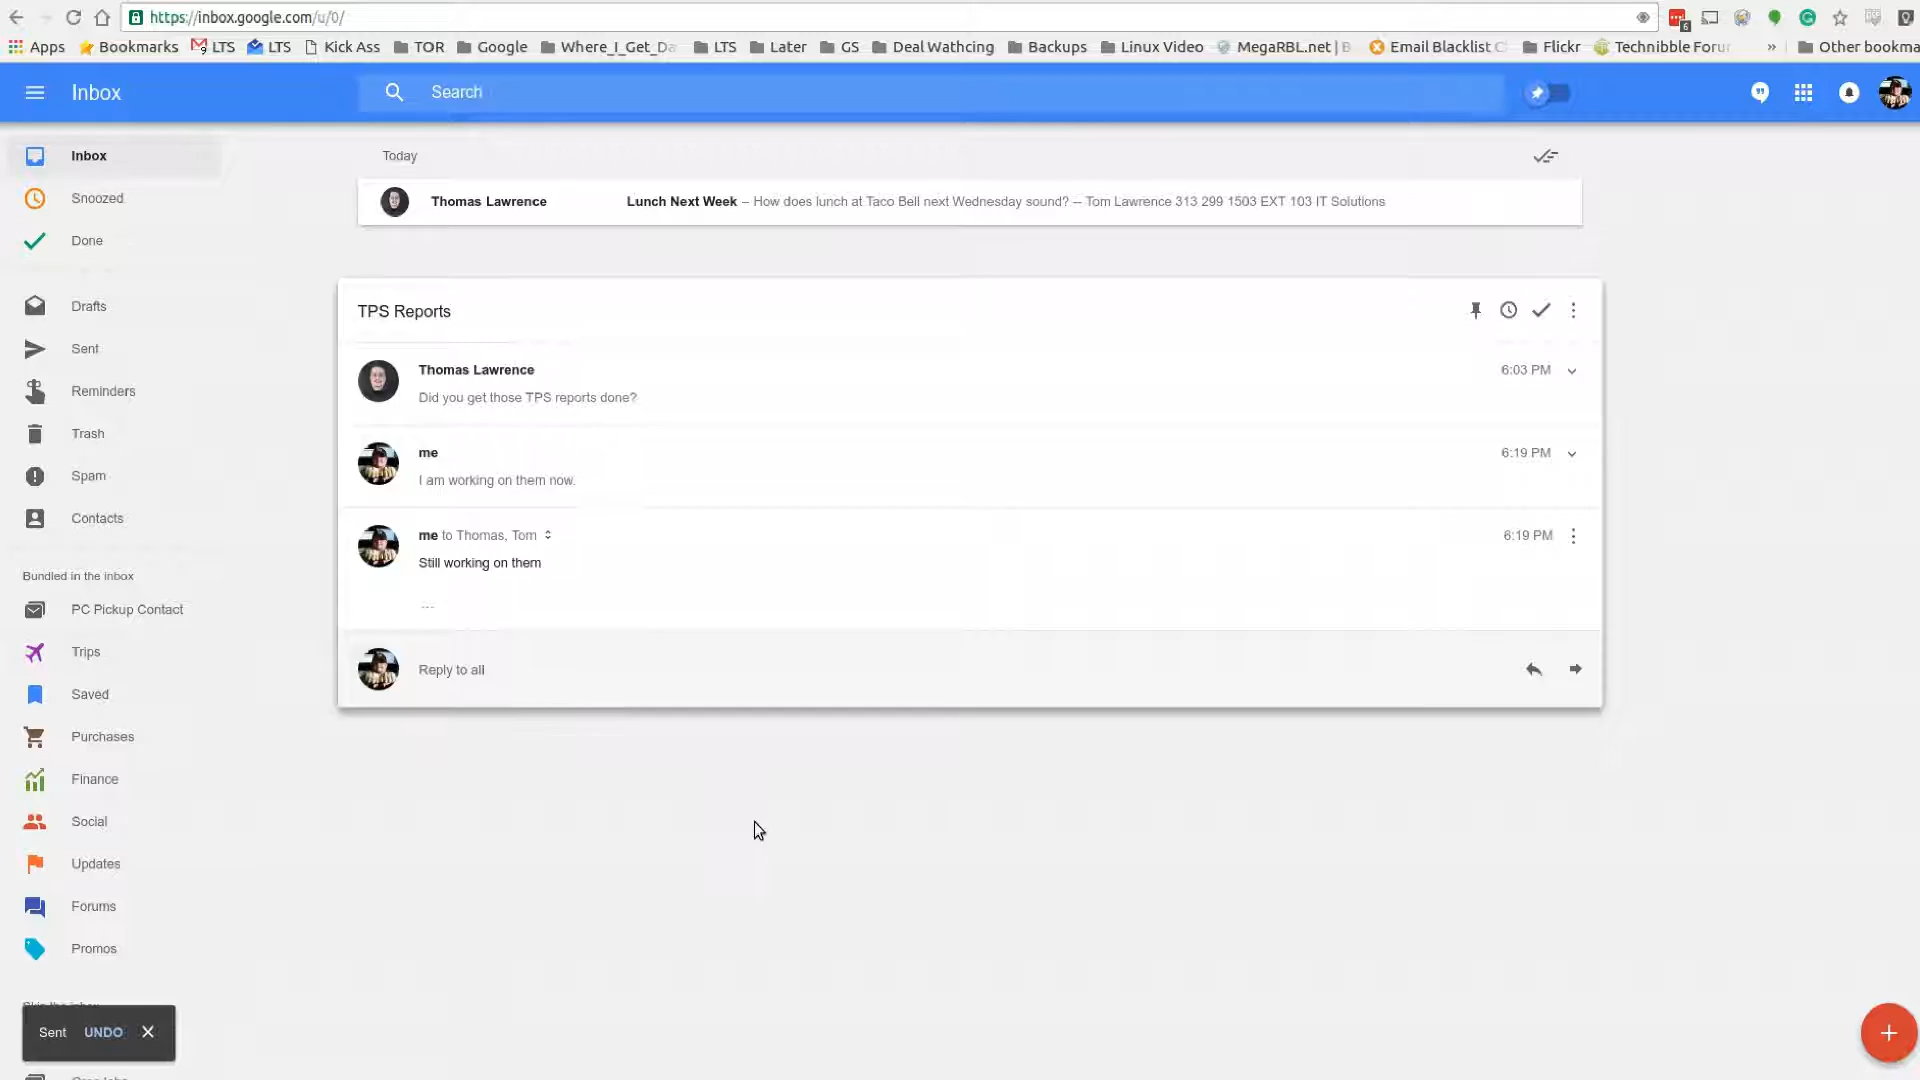 https://inbox.google.com/u/0/
6
Apps Bookmarks LTS LTS Kick Ass TOR Google Where_I_Get_Da LTS Later GS Deal Wathcing Backups Linux Video MegaRBL.net | B Email Blacklist C Flickr Technibble Forur » Other bookma
Inbox Search
Inbox
Snoozed
Done
Drafts
Sent
Reminders
Trash
Spam
Contacts
Bundled in the inbox
PC Pickup Contact
Trips
Saved
Purchases
Finance
Social
Updates
Forums
Promos
Sent UNDO
Today
Thomas Lawrence Lunch Next Week – How does lunch at Taco Bell next Wednesday sound? -- Tom Lawrence 313 299 1503 EXT 103 IT Solutions
TPS Reports
Thomas Lawrence 6:03 PM
Did you get those TPS reports done?
me 6:19 PM
I am working on them now.
me to Thomas, Tom 6:19 PM
Still working on them
...
Reply to all